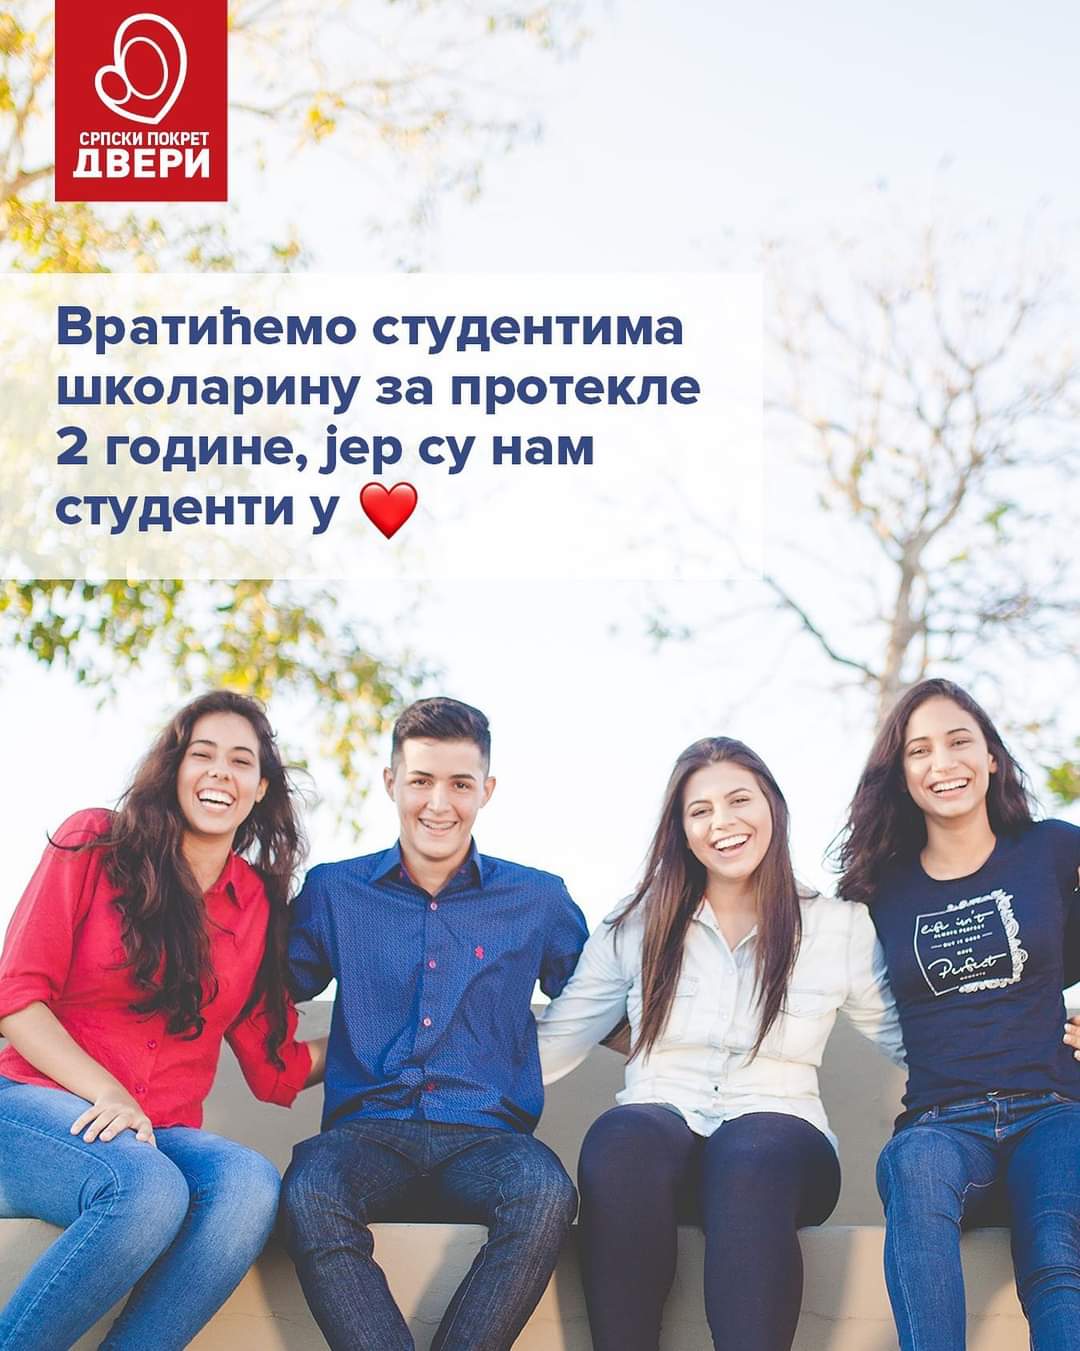 СРПСКИ ПОКРЕТ
ДВЕРИ
Вратићемо студентима
школарину за протекле
2 године, јер су нам
студенти у ❤️
life isn't
ALWAYS PERFECT
BUT IT DOES
HAVE
Perfect
MOMENTS